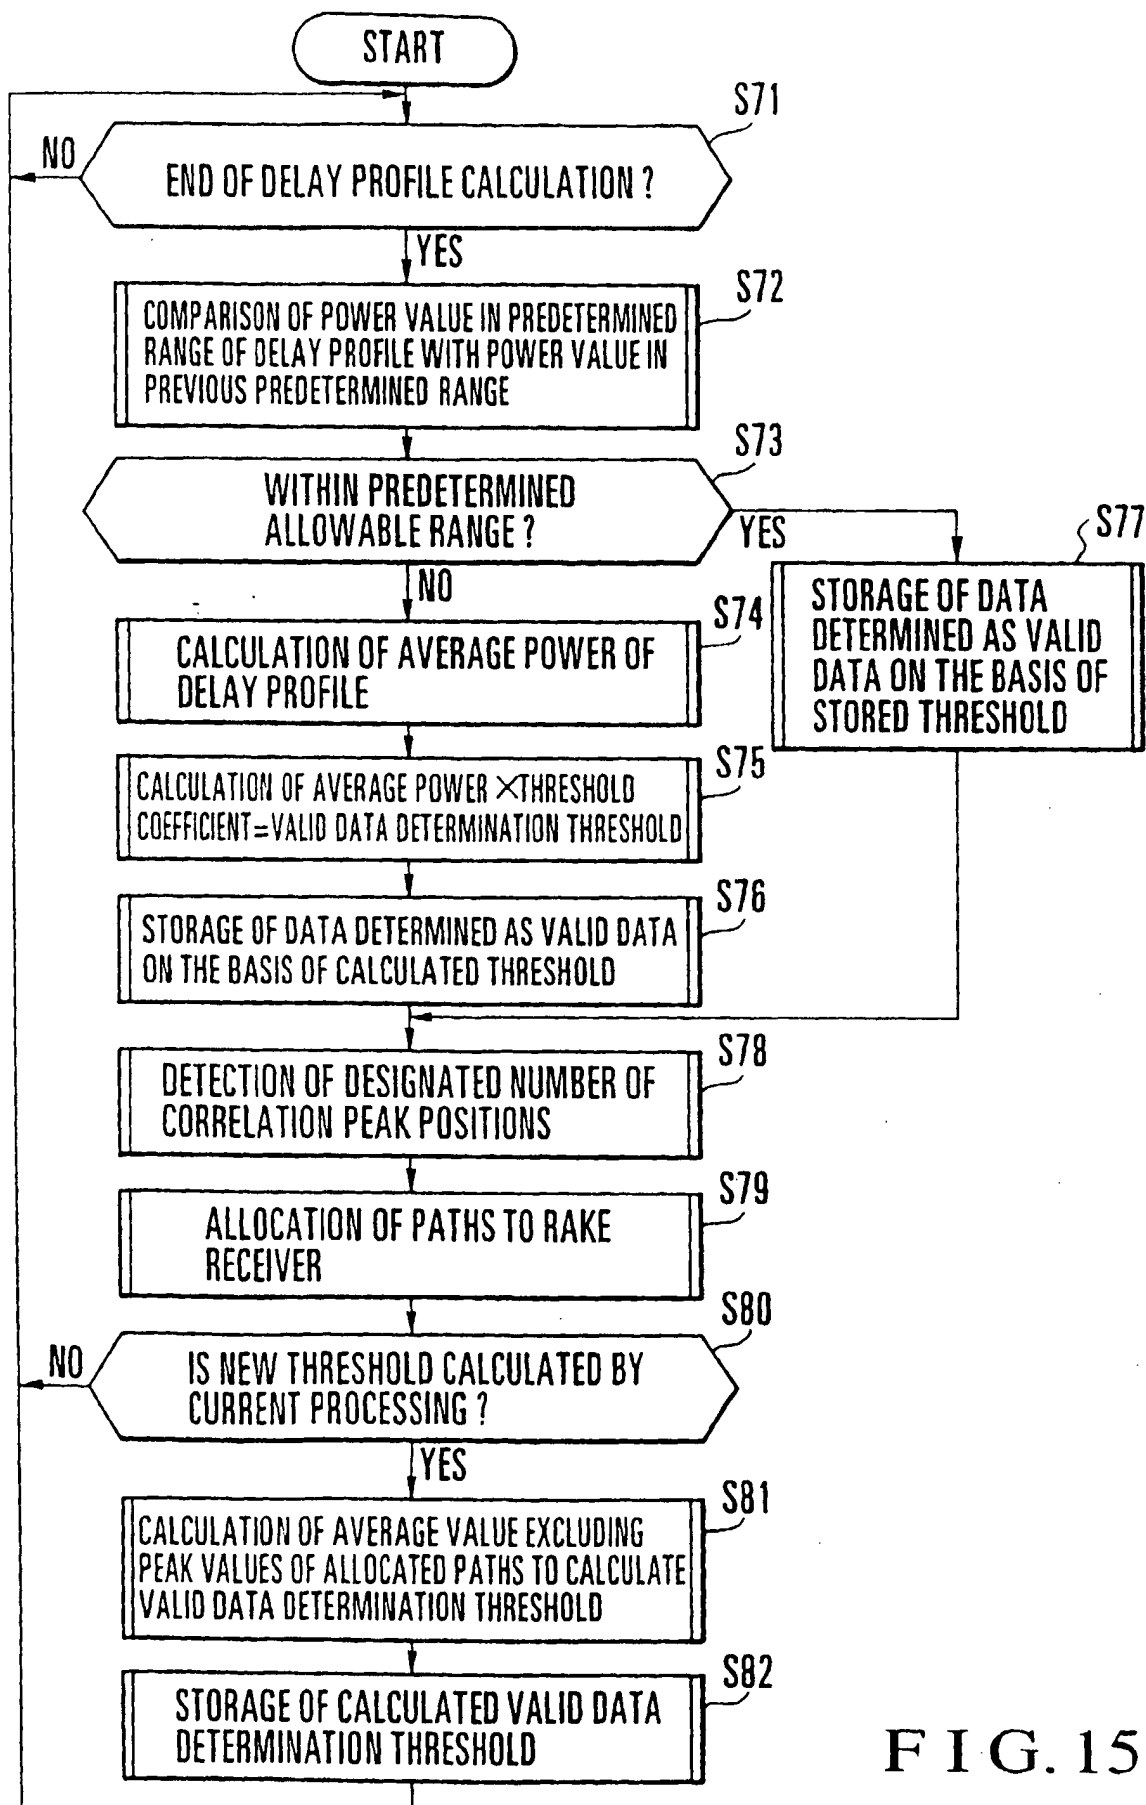 START
S71
NO
END OF DELAY PROFILE CALCULATION ?
YES
S72
COMPARISON OF POWER VALUE IN PREDETERMINED
RANGE OF DELAY PROFILE WITH POWER VALUE IN
PREVIOUS PREDETERMINED RANGE
S73
WITHIN PREDETERMINED
ALLOWABLE RANGE ?
YES
NO
S77
STORAGE OF DATA
DETERMINED AS VALID
DATA ON THE BASIS OF
STORED THRESHOLD
S74
CALCULATION OF AVERAGE POWER OF
DELAY PROFILE
S75
CALCULATION OF AVERAGE POWER ×THRESHOLD
COEFFICIENT=VALID DATA DETERMINATION THRESHOLD
S76
STORAGE OF DATA DETERMINED AS VALID DATA
ON THE BASIS OF CALCULATED THRESHOLD
S78
DETECTION OF DESIGNATED NUMBER OF
CORRELATION PEAK POSITIONS
S79
ALLOCATION OF PATHS TO RAKE
RECEIVER
S80
NO
IS NEW THRESHOLD CALCULATED BY
CURRENT PROCESSING ?
YES
S81
CALCULATION OF AVERAGE VALUE EXCLUDING
PEAK VALUES OF ALLOCATED PATHS TO CALCULATE
VALID DATA DETERMINATION THRESHOLD
S82
STORAGE OF CALCULATED VALID DATA
DETERMINATION THRESHOLD
FIG. 15